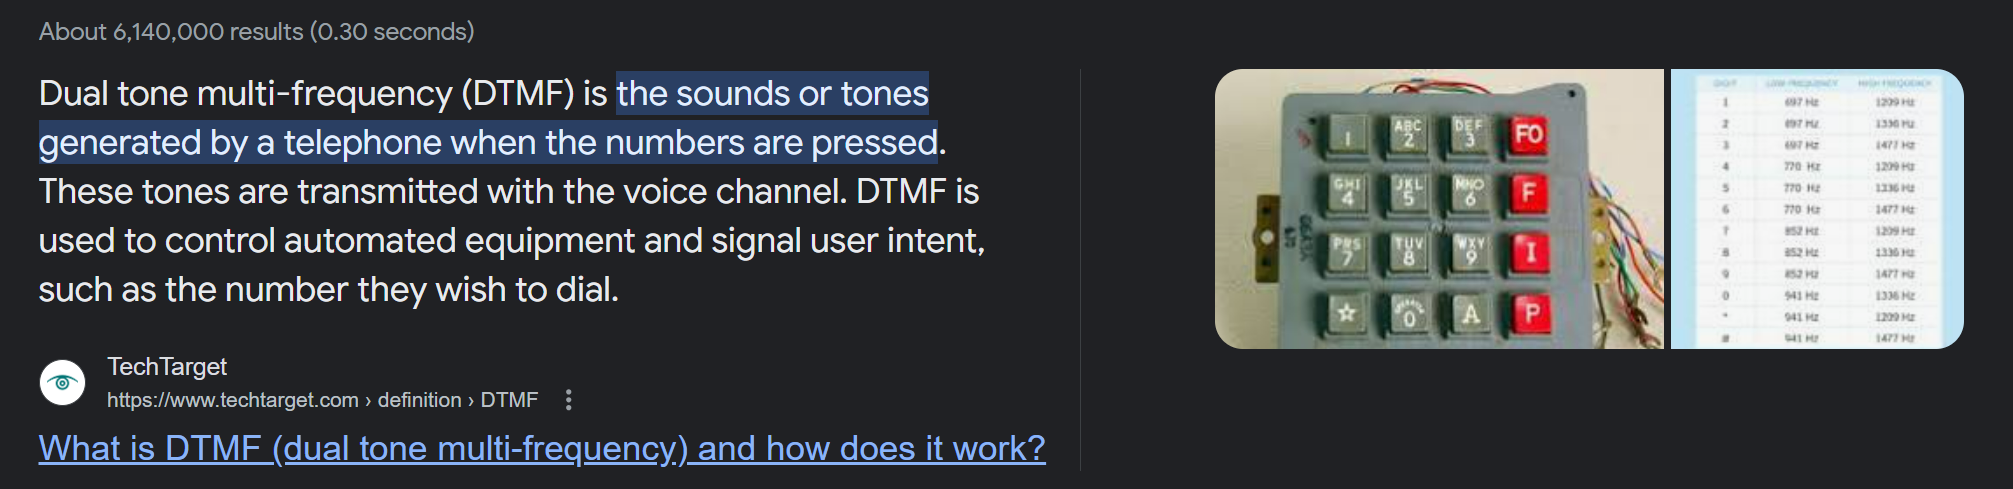 About 6,140,000 results (0.30 seconds)
Dual tone multi-frequency (DTMF) is the sounds or tones
generated by a telephone when the numbers are pressed.
These tones are transmitted with the voice channel. DTMF is
used to control automated equipment and signal user intent,
such as the number they wish to dial.
TechTarget
https://www.techtarget.com › definition › DTMF
What is DTMF (dual tone multi-frequency) and how does it work?
1 ABC 2 DEF 3 FO
GHI 4 JKL 5 MNO 6 F
PRS 7 TUV 8 WXY 9 I
☆ OPERATOR 0 A P
DIGIT LOW FREQUENCY HIGH FREQUENCY
1 697 Hz 1209 Hz
2 697 Hz 1336 Hz
3 697 Hz 1477 Hz
4 770 Hz 1209 Hz
5 770 Hz 1336 Hz
6 770 Hz 1477 Hz
7 852 Hz 1209 Hz
8 852 Hz 1336 Hz
9 852 Hz 1477 Hz
0 941 Hz 1336 Hz
* 941 Hz 1209 Hz
# 941 Hz 1477 Hz